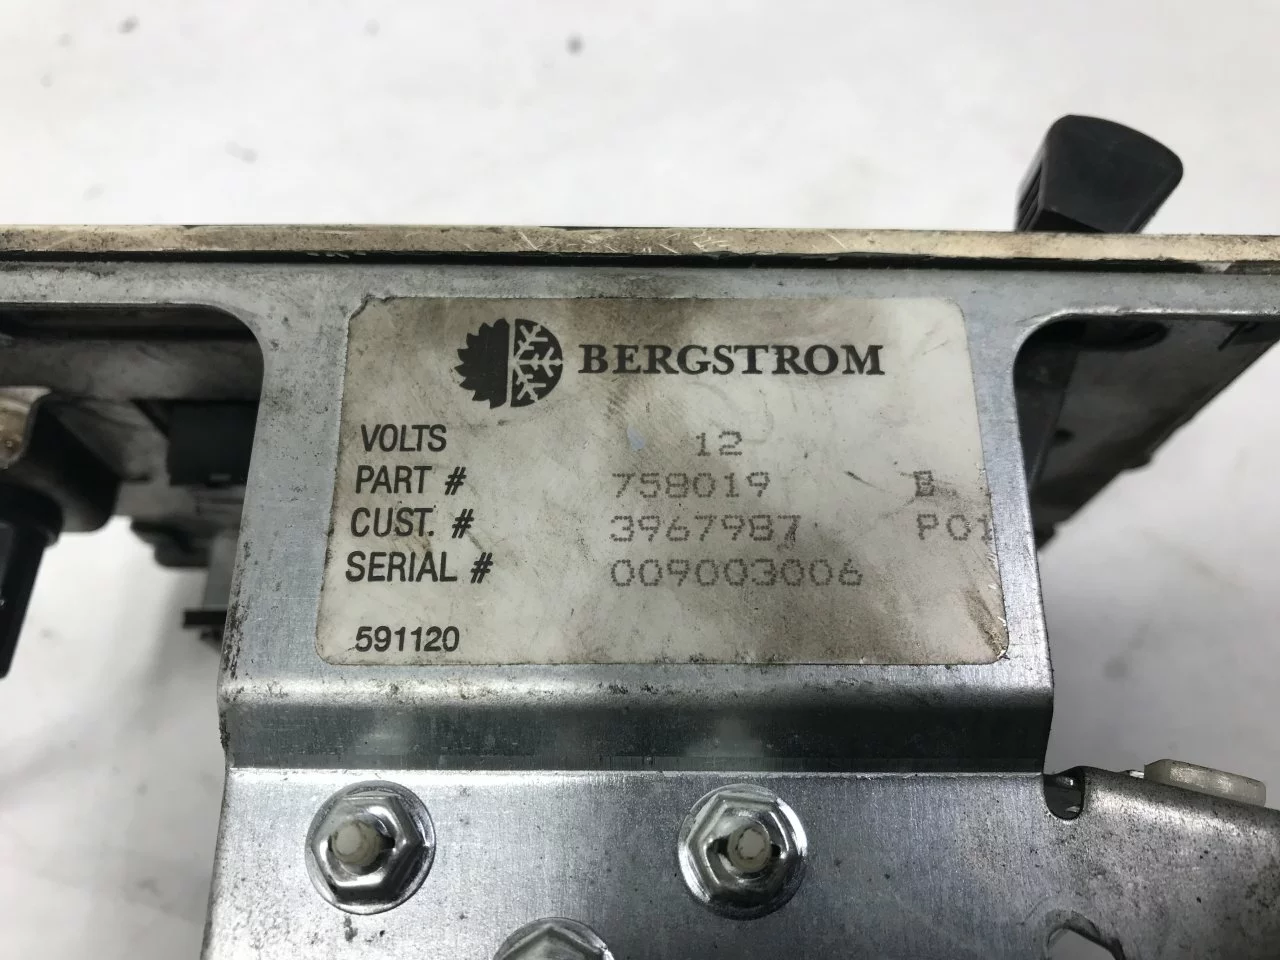 BERGSTROM
VOLTS 12
PART # 758019 B
CUST. # 3967987 P01
SERIAL # 009003006
591120